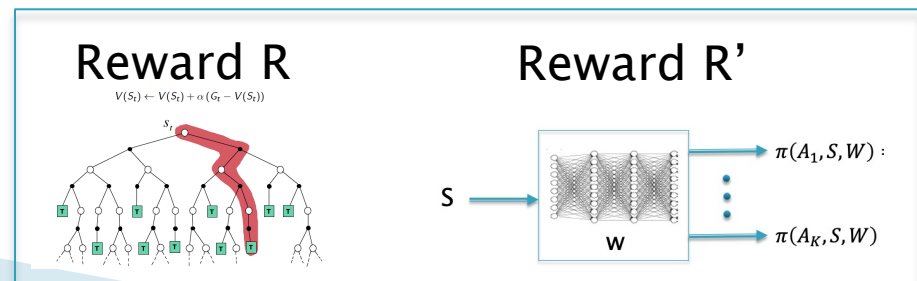 Reward R
V(S_t) ← V(S_t) + α (G_t − V(S_t))
S_t
T T T T T
T T T T T
Reward R’
S
W
π(A_1, S, W) :
π(A_K, S, W)